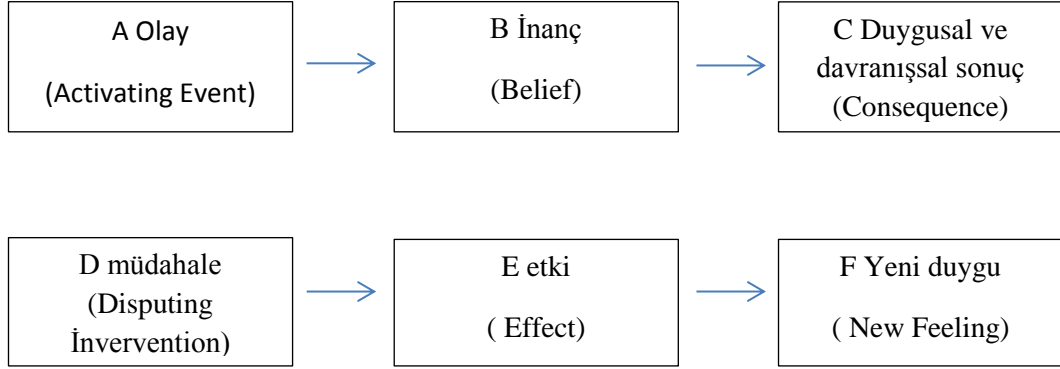 A Olay
(Activating Event)
B İnanç
(Belief)
C Duygusal ve
davranışsal sonuç
(Consequence)
D müdahale
(Disputing
İnvervention)
E etki
( Effect)
F Yeni duygu
( New Feeling)